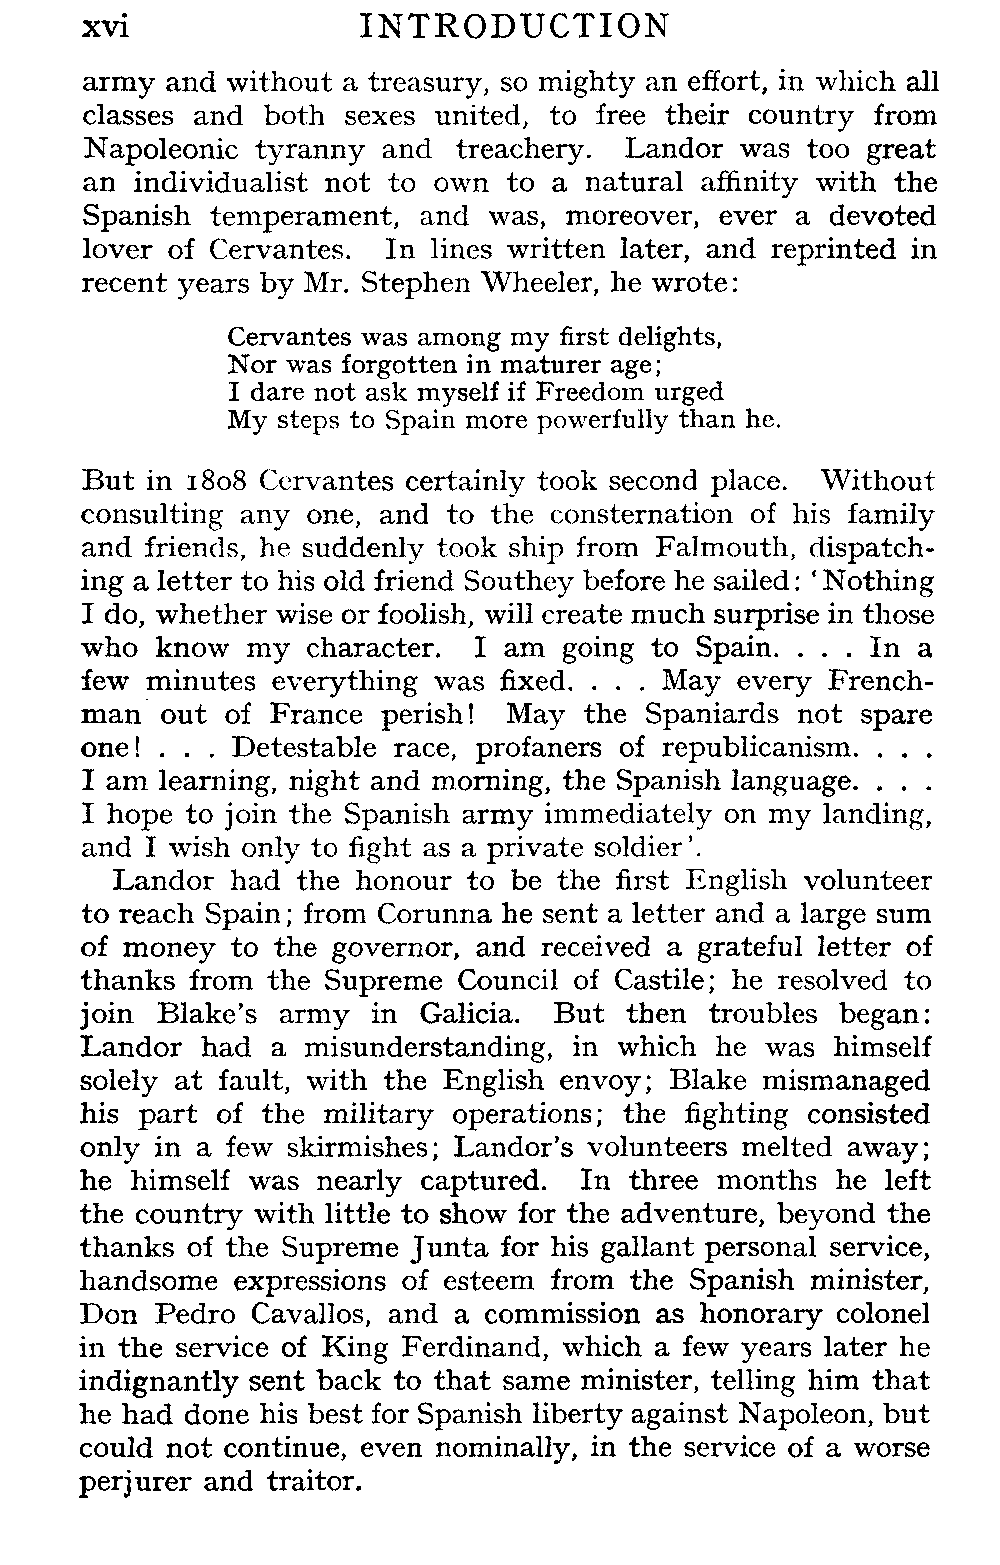 xvi INTRODUCTION
army and without a treasury, so mighty an effort, in which all
classes and both sexes united, to free their country from
Napoleonic tyranny and treachery. Landor was too great
an individualist not to own to a natural affinity with the
Spanish temperament, and was, moreover, ever a devoted
lover of Cervantes. In lines written later, and reprinted in
recent years by Mr. Stephen Wheeler, he wrote:
Cervantes was among my first delights,
Nor was forgotten in maturer age;
I dare not ask myself if Freedom urged
My steps to Spain more powerfully than he.
But in 1808 Cervantes certainly took second place. Without
consulting any one, and to the consternation of his family
and friends, he suddenly took ship from Falmouth, dispatch-
ing a letter to his old friend Southey before he sailed: 'Nothing
I do, whether wise or foolish, will create much surprise in those
who know my character. I am going to Spain. . . . In a
few minutes everything was fixed. . . . May every French-
man out of France perish! May the Spaniards not spare
one! . . . Detestable race, profaners of republicanism. . . .
I am learning, night and morning, the Spanish language. . . .
I hope to join the Spanish army immediately on my landing,
and I wish only to fight as a private soldier'.
Landor had the honour to be the first English volunteer
to reach Spain; from Corunna he sent a letter and a large sum
of money to the governor, and received a grateful letter of
thanks from the Supreme Council of Castile; he resolved to
join Blake's army in Galicia. But then troubles began:
Landor had a misunderstanding, in which he was himself
solely at fault, with the English envoy; Blake mismanaged
his part of the military operations; the fighting consisted
only in a few skirmishes; Landor's volunteers melted away;
he himself was nearly captured. In three months he left
the country with little to show for the adventure, beyond the
thanks of the Supreme Junta for his gallant personal service,
handsome expressions of esteem from the Spanish minister,
Don Pedro Cavallos, and a commission as honorary colonel
in the service of King Ferdinand, which a few years later he
indignantly sent back to that same minister, telling him that
he had done his best for Spanish liberty against Napoleon, but
could not continue, even nominally, in the service of a worse
perjurer and traitor.